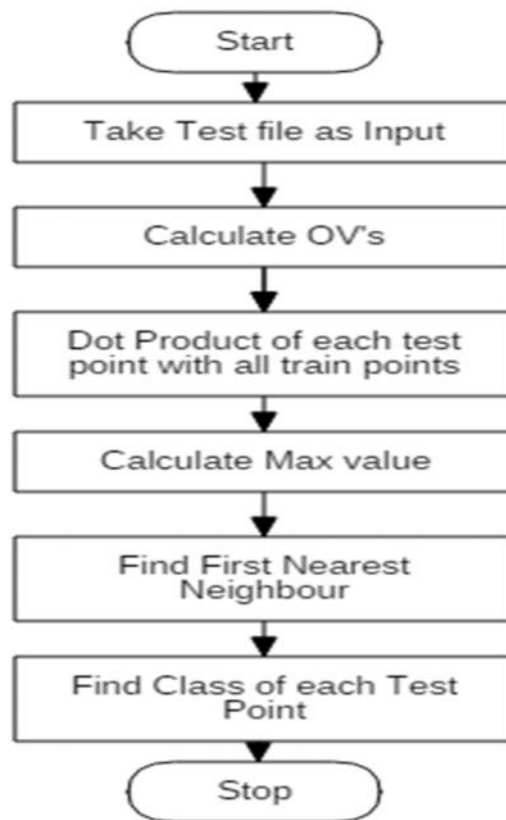 Start
Take Test file as Input
Calculate OV's
Dot Product of each test
point with all train points
Calculate Max value
Find First Nearest
Neighbour
Find Class of each Test
Point
Stop